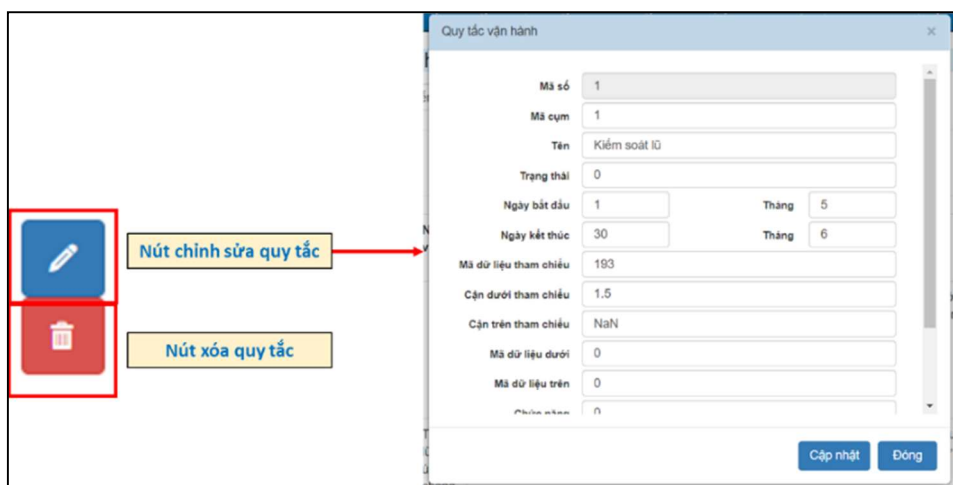 Quy tắc vận hành
×
Mã số 1
Mã cụm 1
Tên Kiểm soát lũ
Trạng thái 0
Ngày bắt đầu 1 Tháng 5
Ngày kết thúc 30 Tháng 6
Mã dữ liệu tham chiếu 193
Cận dưới tham chiếu 1.5
Cận trên tham chiếu NaN
Mã dữ liệu dưới 0
Mã dữ liệu trên 0
Chức năng 0
Cập nhật Đóng
Nút chỉnh sửa quy tắc
Nút xóa quy tắc